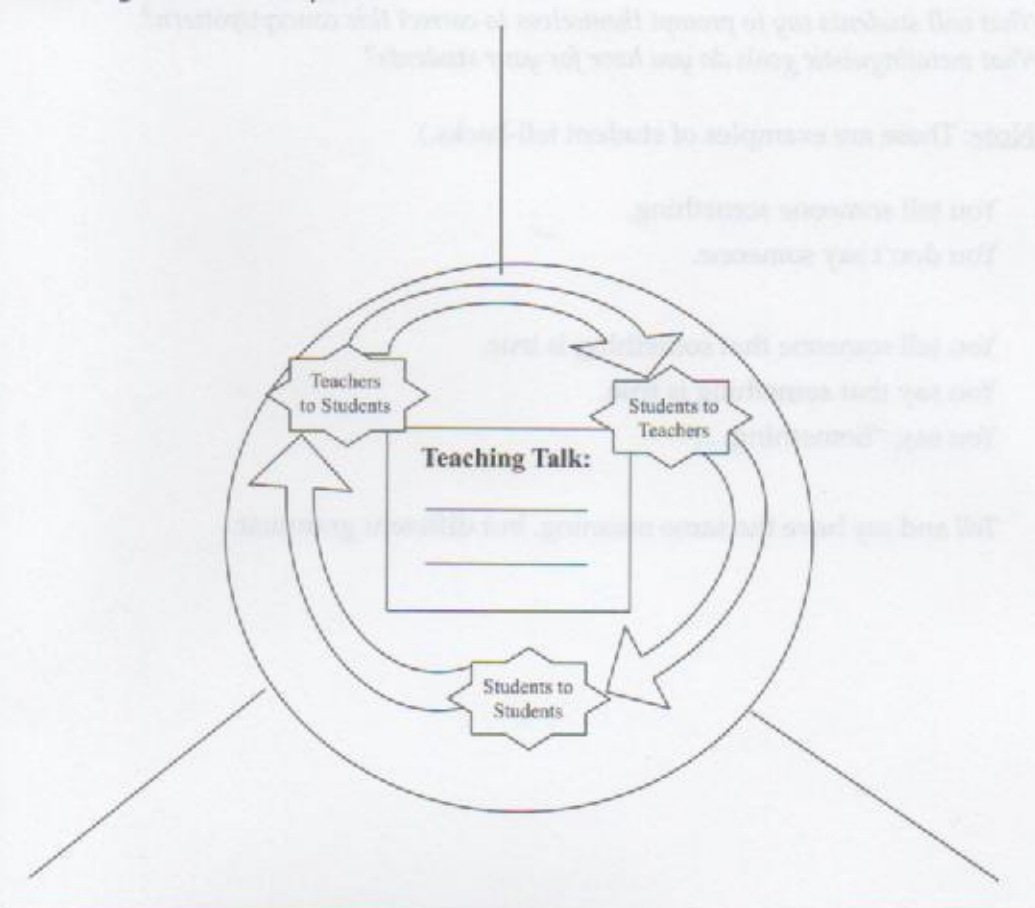 What will students say to prompt themselves to correct this
What metalinguistic goals do you have for your students?
Note: These are examples of student tell-backs.)
You tell someone something.
You don't say someone.
You tell someone that something is true.
You say that something is true.
You say, "Something
Tell and say have the same meaning, but different grammar.
Teachers
to Students
Students to
Teachers
Teaching Talk:
Students to
Students